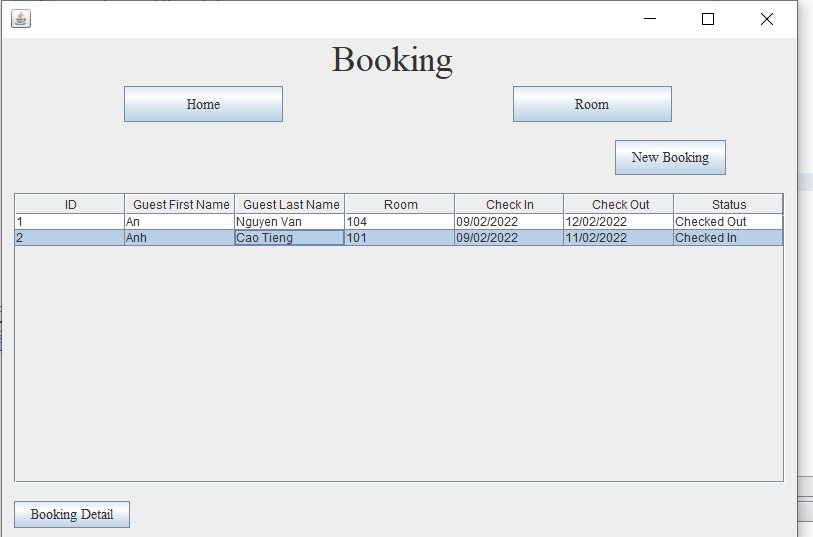 Booking
Home Room
New Booking
ID Guest First Name Guest Last Name Room Check In Check Out Status
1 An Nguyen Van 104 09/02/2022 12/02/2022 Checked Out
2 Anh Cao Tieng 101 09/02/2022 11/02/2022 Checked In
Booking Detail